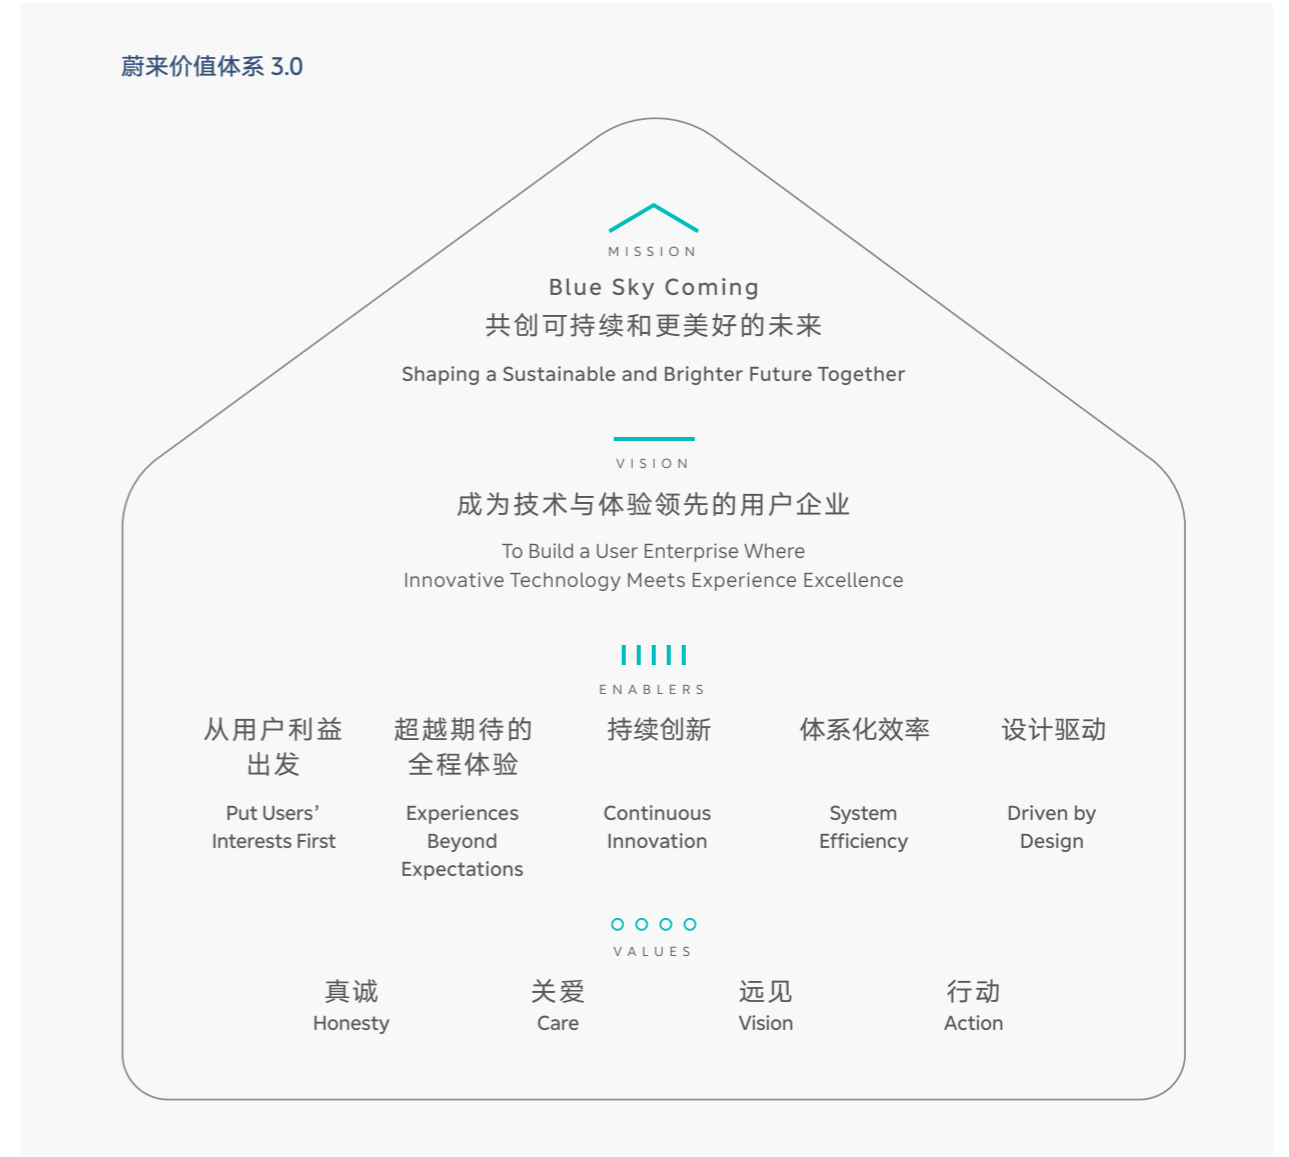 蔚来价值体系 3.0
MISSION
Blue Sky Coming
共创可持续和更美好的未来
Shaping a Sustainable and Brighter Future Together
VISION
成为技术与体验领先的用户企业
To Build a User Enterprise Where
Innovative Technology Meets Experience Excellence
ENABLERS
从用户利益
出发
Put Users’
Interests First
超越期待的
全程体验
Experiences
Beyond
Expectations
持续创新
Continuous
Innovation
体系化效率
System
Efficiency
设计驱动
Driven by
Design
VALUES
真诚
Honesty
关爱
Care
远见
Vision
行动
Action